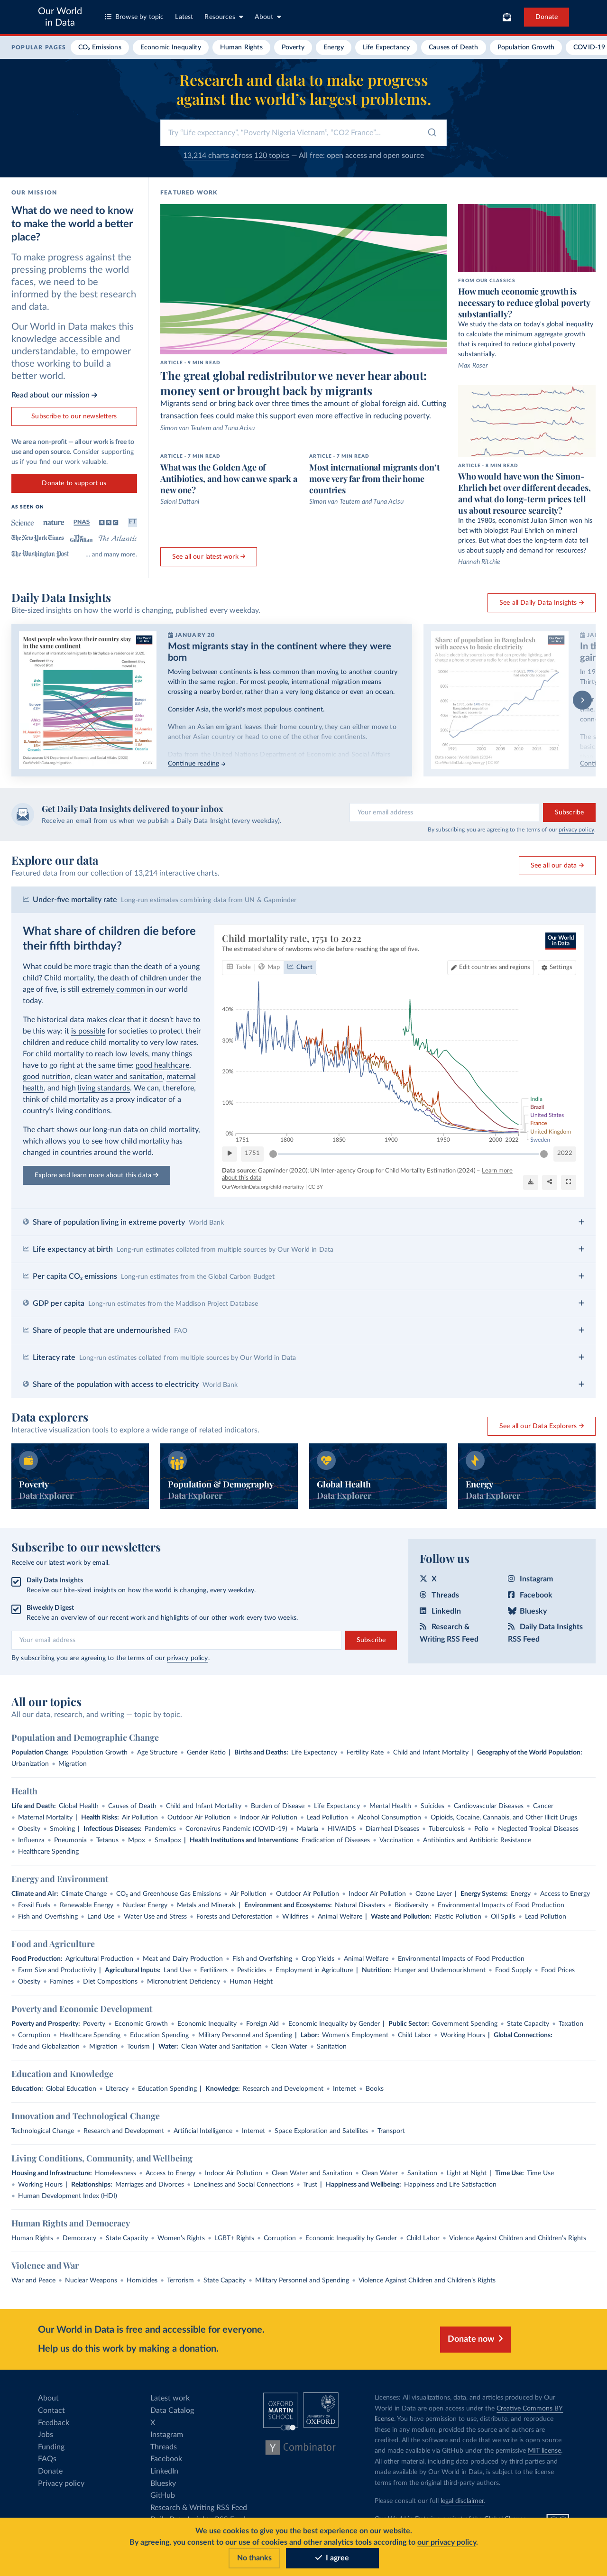 Our World
in Data
Browse by topic
Latest
Resources
About
Donate
POPULAR PAGES
CO₂ Emissions
Economic Inequality
Human Rights
Poverty
Energy
Life Expectancy
Causes of Death
Population Growth
COVID-19
Research and data to make progress
against the world's largest problems.
Try "Life expectancy", "Poverty Nigeria Vietnam", "CO2 France"...
13,214 charts across 120 topics — All free: open access and open source
OUR MISSION
What do we need to know
to make the world a better
place?
To make progress against the
pressing problems the world
faces, we need to be
informed by the best research
and data.
Our World in Data makes this
knowledge accessible and
understandable, to empower
those working to build a
better world.
Read about our mission →
Subscribe to our newsletters
We are a non-profit — all our work is free to
use and open source. Consider supporting
us if you find our work valuable.
Donate to support us
AS SEEN ON
Science
nature
PNAS
BBC
FT
The New York Times
The Guardian
The Atlantic
The Washington Post
... and many more.
FEATURED WORK
ARTICLE • 9 MIN READ
The great global redistributor we never hear about:
money sent or brought back by migrants
Migrants send or bring back over three times the amount of global foreign aid. Cutting
transaction fees could make this support even more effective in reducing poverty.
Simon van Teutem and Tuna Acisu
ARTICLE • 7 MIN READ
What was the Golden Age of
Antibiotics, and how can we spark a
new one?
Saloni Dattani
ARTICLE • 7 MIN READ
Most international migrants don't
move very far from their home
countries
Simon van Teutem and Tuna Acisu
See all our latest work →
FROM OUR CLASSICS
How much economic growth is
necessary to reduce global poverty
substantially?
We study the data on today's global inequality
to calculate the minimum aggregate growth
that is required to reduce global poverty
substantially.
Max Roser
ARTICLE • 8 MIN READ
Who would have won the Simon-
Ehrlich bet over different decades,
and what do long-term prices tell
us about resource scarcity?
In the 1980s, economist Julian Simon won his
bet with biologist Paul Ehrlich on mineral
prices. But what does the long-term data tell
us about supply and demand for resources?
Hannah Ritchie
Daily Data Insights
Bite-sized insights on how the world is changing, published every weekday.
See all Daily Data Insights →
Most people who leave their country stay
in the same continent
JANUARY 20
Most migrants stay in the continent where they were
born
Moving between continents is less common than moving to another country
within the same region. For most people, international migration means
crossing a nearby border, rather than a very long distance or even an ocean.
Consider Asia, the world's most populous continent.
When an Asian emigrant leaves their home country, they can either move to
another Asian country or head to one of the other five continents.
Continue reading →
Share of population in Bangladesh
with access to basic electricity
Get Daily Data Insights delivered to your inbox
Receive an email from us when we publish a Daily Data Insight (every weekday).
Your email address
Subscribe
By subscribing you are agreeing to the terms of our privacy policy.
Explore our data
Featured data from our collection of 13,214 interactive charts.
See all our data →
Under-five mortality rate Long-run estimates combining data from UN & Gapminder
What share of children die before
their fifth birthday?
What could be more tragic than the death of a young
child? Child mortality, the death of children under the
age of five, is still extremely common in our world
today.
The historical data makes clear that it doesn't have to
be this way: it is possible for societies to protect their
children and reduce child mortality to very low rates.
For child mortality to reach low levels, many things
have to go right at the same time: good healthcare,
good nutrition, clean water and sanitation, maternal
health, and high living standards. We can, therefore,
think of child mortality as a proxy indicator of a
country's living conditions.
The chart shows our long-run data on child mortality,
which allows you to see how child mortality has
changed in countries around the world.
Explore and learn more about this data →
Child mortality rate, 1751 to 2022
The estimated share of newborns who die before reaching the age of five.
Our World
in Data
Table
Map
Chart
Edit countries and regions
Settings
40%
30%
20%
10%
0%
1751
1800
1850
1900
1950
2000
2022
India
Brazil
United States
France
United Kingdom
Sweden
1751
2022
Data source: Gapminder (2020); UN Inter-agency Group for Child Mortality Estimation (2024) – Learn more
about this data
OurWorldinData.org/child-mortality | CC BY
Share of population living in extreme poverty World Bank
Life expectancy at birth Long-run estimates collated from multiple sources by Our World in Data
Per capita CO₂ emissions Long-run estimates from the Global Carbon Budget
GDP per capita Long-run estimates from the Maddison Project Database
Share of people that are undernourished FAO
Literacy rate Long-run estimates collated from multiple sources by Our World in Data
Share of the population with access to electricity World Bank
Data explorers
Interactive visualization tools to explore a wide range of related indicators.
See all our Data Explorers →
Poverty
Data Explorer
Population & Demography
Data Explorer
Global Health
Data Explorer
Energy
Data Explorer
Subscribe to our newsletters
Receive our latest work by email.
Daily Data Insights
Receive our bite-sized insights on how the world is changing, every weekday.
Biweekly Digest
Receive an overview of our recent work and highlights of our other work every two weeks.
Your email address
Subscribe
By subscribing you are agreeing to the terms of our privacy policy.
Follow us
X
Instagram
Threads
Facebook
LinkedIn
Bluesky
Research &
Writing RSS Feed
Daily Data Insights
RSS Feed
All our topics
All our data, research, and writing — topic by topic.
Population and Demographic Change
Population Change: Population Growth • Age Structure • Gender Ratio | Births and Deaths: Life Expectancy • Fertility Rate • Child and Infant Mortality | Geography of the World Population:
Urbanization • Migration
Health
Life and Death: Global Health • Causes of Death • Child and Infant Mortality • Burden of Disease • Life Expectancy • Mental Health • Suicides • Cardiovascular Diseases • Cancer
• Maternal Mortality | Health Risks: Air Pollution • Outdoor Air Pollution • Indoor Air Pollution • Lead Pollution • Alcohol Consumption • Opioids, Cocaine, Cannabis, and Other Illicit Drugs
• Obesity • Smoking | Infectious Diseases: Pandemics • Coronavirus Pandemic (COVID-19) • Malaria • HIV/AIDS • Diarrheal Diseases • Tuberculosis • Polio • Neglected Tropical Diseases
• Influenza • Pneumonia • Tetanus • Mpox • Smallpox | Health Institutions and Interventions: Eradication of Diseases • Vaccination • Antibiotics and Antibiotic Resistance
• Healthcare Spending
Energy and Environment
Climate and Air: Climate Change • CO₂ and Greenhouse Gas Emissions • Air Pollution • Outdoor Air Pollution • Indoor Air Pollution • Ozone Layer | Energy Systems: Energy • Access to Energy
• Fossil Fuels • Renewable Energy • Nuclear Energy • Metals and Minerals | Environment and Ecosystems: Natural Disasters • Biodiversity • Environmental Impacts of Food Production
• Fish and Overfishing • Land Use • Water Use and Stress • Forests and Deforestation • Wildfires • Animal Welfare | Waste and Pollution: Plastic Pollution • Oil Spills • Lead Pollution
Food and Agriculture
Food Production: Agricultural Production • Meat and Dairy Production • Fish and Overfishing • Crop Yields • Animal Welfare • Environmental Impacts of Food Production
• Farm Size and Productivity | Agricultural Inputs: Land Use • Fertilizers • Pesticides • Employment in Agriculture | Nutrition: Hunger and Undernourishment • Food Supply • Food Prices
• Obesity • Famines • Diet Compositions • Micronutrient Deficiency • Human Height
Poverty and Economic Development
Poverty and Prosperity: Poverty • Economic Growth • Economic Inequality • Foreign Aid • Economic Inequality by Gender | Public Sector: Government Spending • State Capacity • Taxation
• Corruption • Healthcare Spending • Education Spending • Military Personnel and Spending | Labor: Women's Employment • Child Labor • Working Hours | Global Connections:
Trade and Globalization • Migration • Tourism | Water: Clean Water and Sanitation • Clean Water • Sanitation
Education and Knowledge
Education: Global Education • Literacy • Education Spending | Knowledge: Research and Development • Internet • Books
Innovation and Technological Change
Technological Change • Research and Development • Artificial Intelligence • Internet • Space Exploration and Satellites • Transport
Living Conditions, Community, and Wellbeing
Housing and Infrastructure: Homelessness • Access to Energy • Indoor Air Pollution • Clean Water and Sanitation • Clean Water • Sanitation • Light at Night | Time Use: Time Use
• Working Hours | Relationships: Marriages and Divorces • Loneliness and Social Connections • Trust | Happiness and Wellbeing: Happiness and Life Satisfaction
• Human Development Index (HDI)
Human Rights and Democracy
Human Rights • Democracy • State Capacity • Women's Rights • LGBT+ Rights • Corruption • Economic Inequality by Gender • Child Labor • Violence Against Children and Children's Rights
Violence and War
War and Peace • Nuclear Weapons • Homicides • Terrorism • State Capacity • Military Personnel and Spending • Violence Against Children and Children's Rights
Our World in Data is free and accessible for everyone.
Help us do this work by making a donation.
Donate now
About
Contact
Feedback
Jobs
Funding
FAQs
Donate
Privacy policy
Latest work
Data Catalog
X
Instagram
Threads
Facebook
LinkedIn
Bluesky
GitHub
Research & Writing RSS Feed
OXFORD
MARTIN
SCHOOL
UNIVERSITY OF
OXFORD
Y Combinator
Licenses: All visualizations, data, and articles produced by Our
World in Data are open access under the Creative Commons BY
license. You have permission to use, distribute, and reproduce
these in any medium, provided the source and authors are
credited. All the software and code that we write is open source
and made available via GitHub under the permissive MIT license.
All other material, including data produced by third parties and
made available by Our World in Data, is subject to the license
terms from the original third-party authors.
Please consult our full legal disclaimer.
We use cookies to give you the best experience on our website.
By agreeing, you consent to our use of cookies and other analytics tools according to our privacy policy.
No thanks
I agree